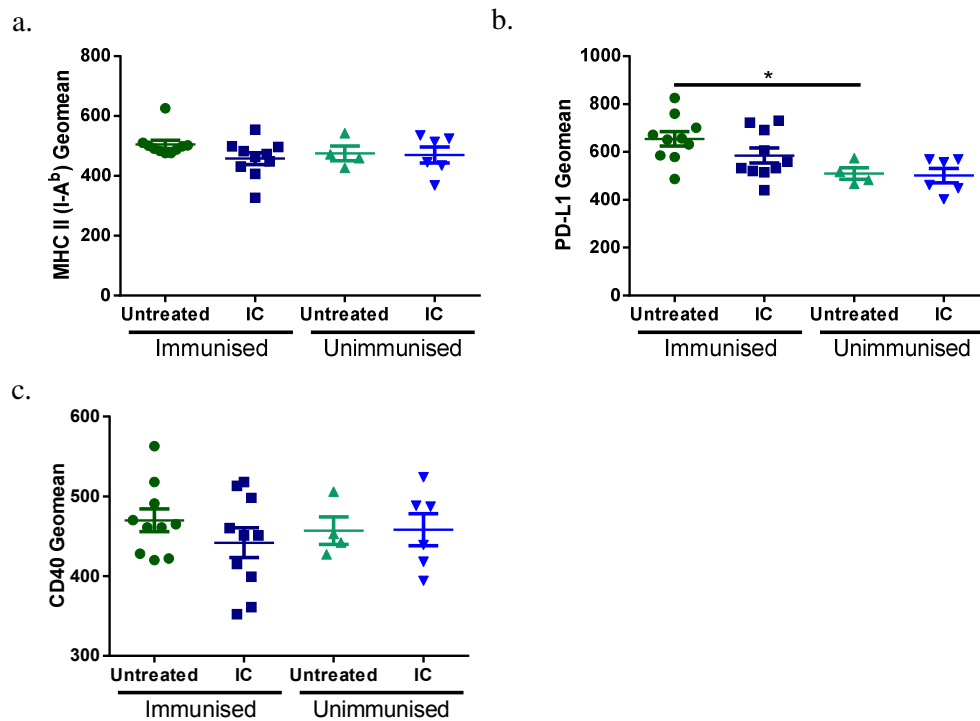 a.
MHC II (I-Aᵇ) Geomean
800
600
400
200
0
Untreated IC Untreated IC
Immunised Unimmunised
b.
PD-L1 Geomean
1000
800
600
400
200
0
*
Untreated IC Untreated IC
Immunised Unimmunised
c.
CD40 Geomean
600
500
400
300
Untreated IC Untreated IC
Immunised Unimmunised